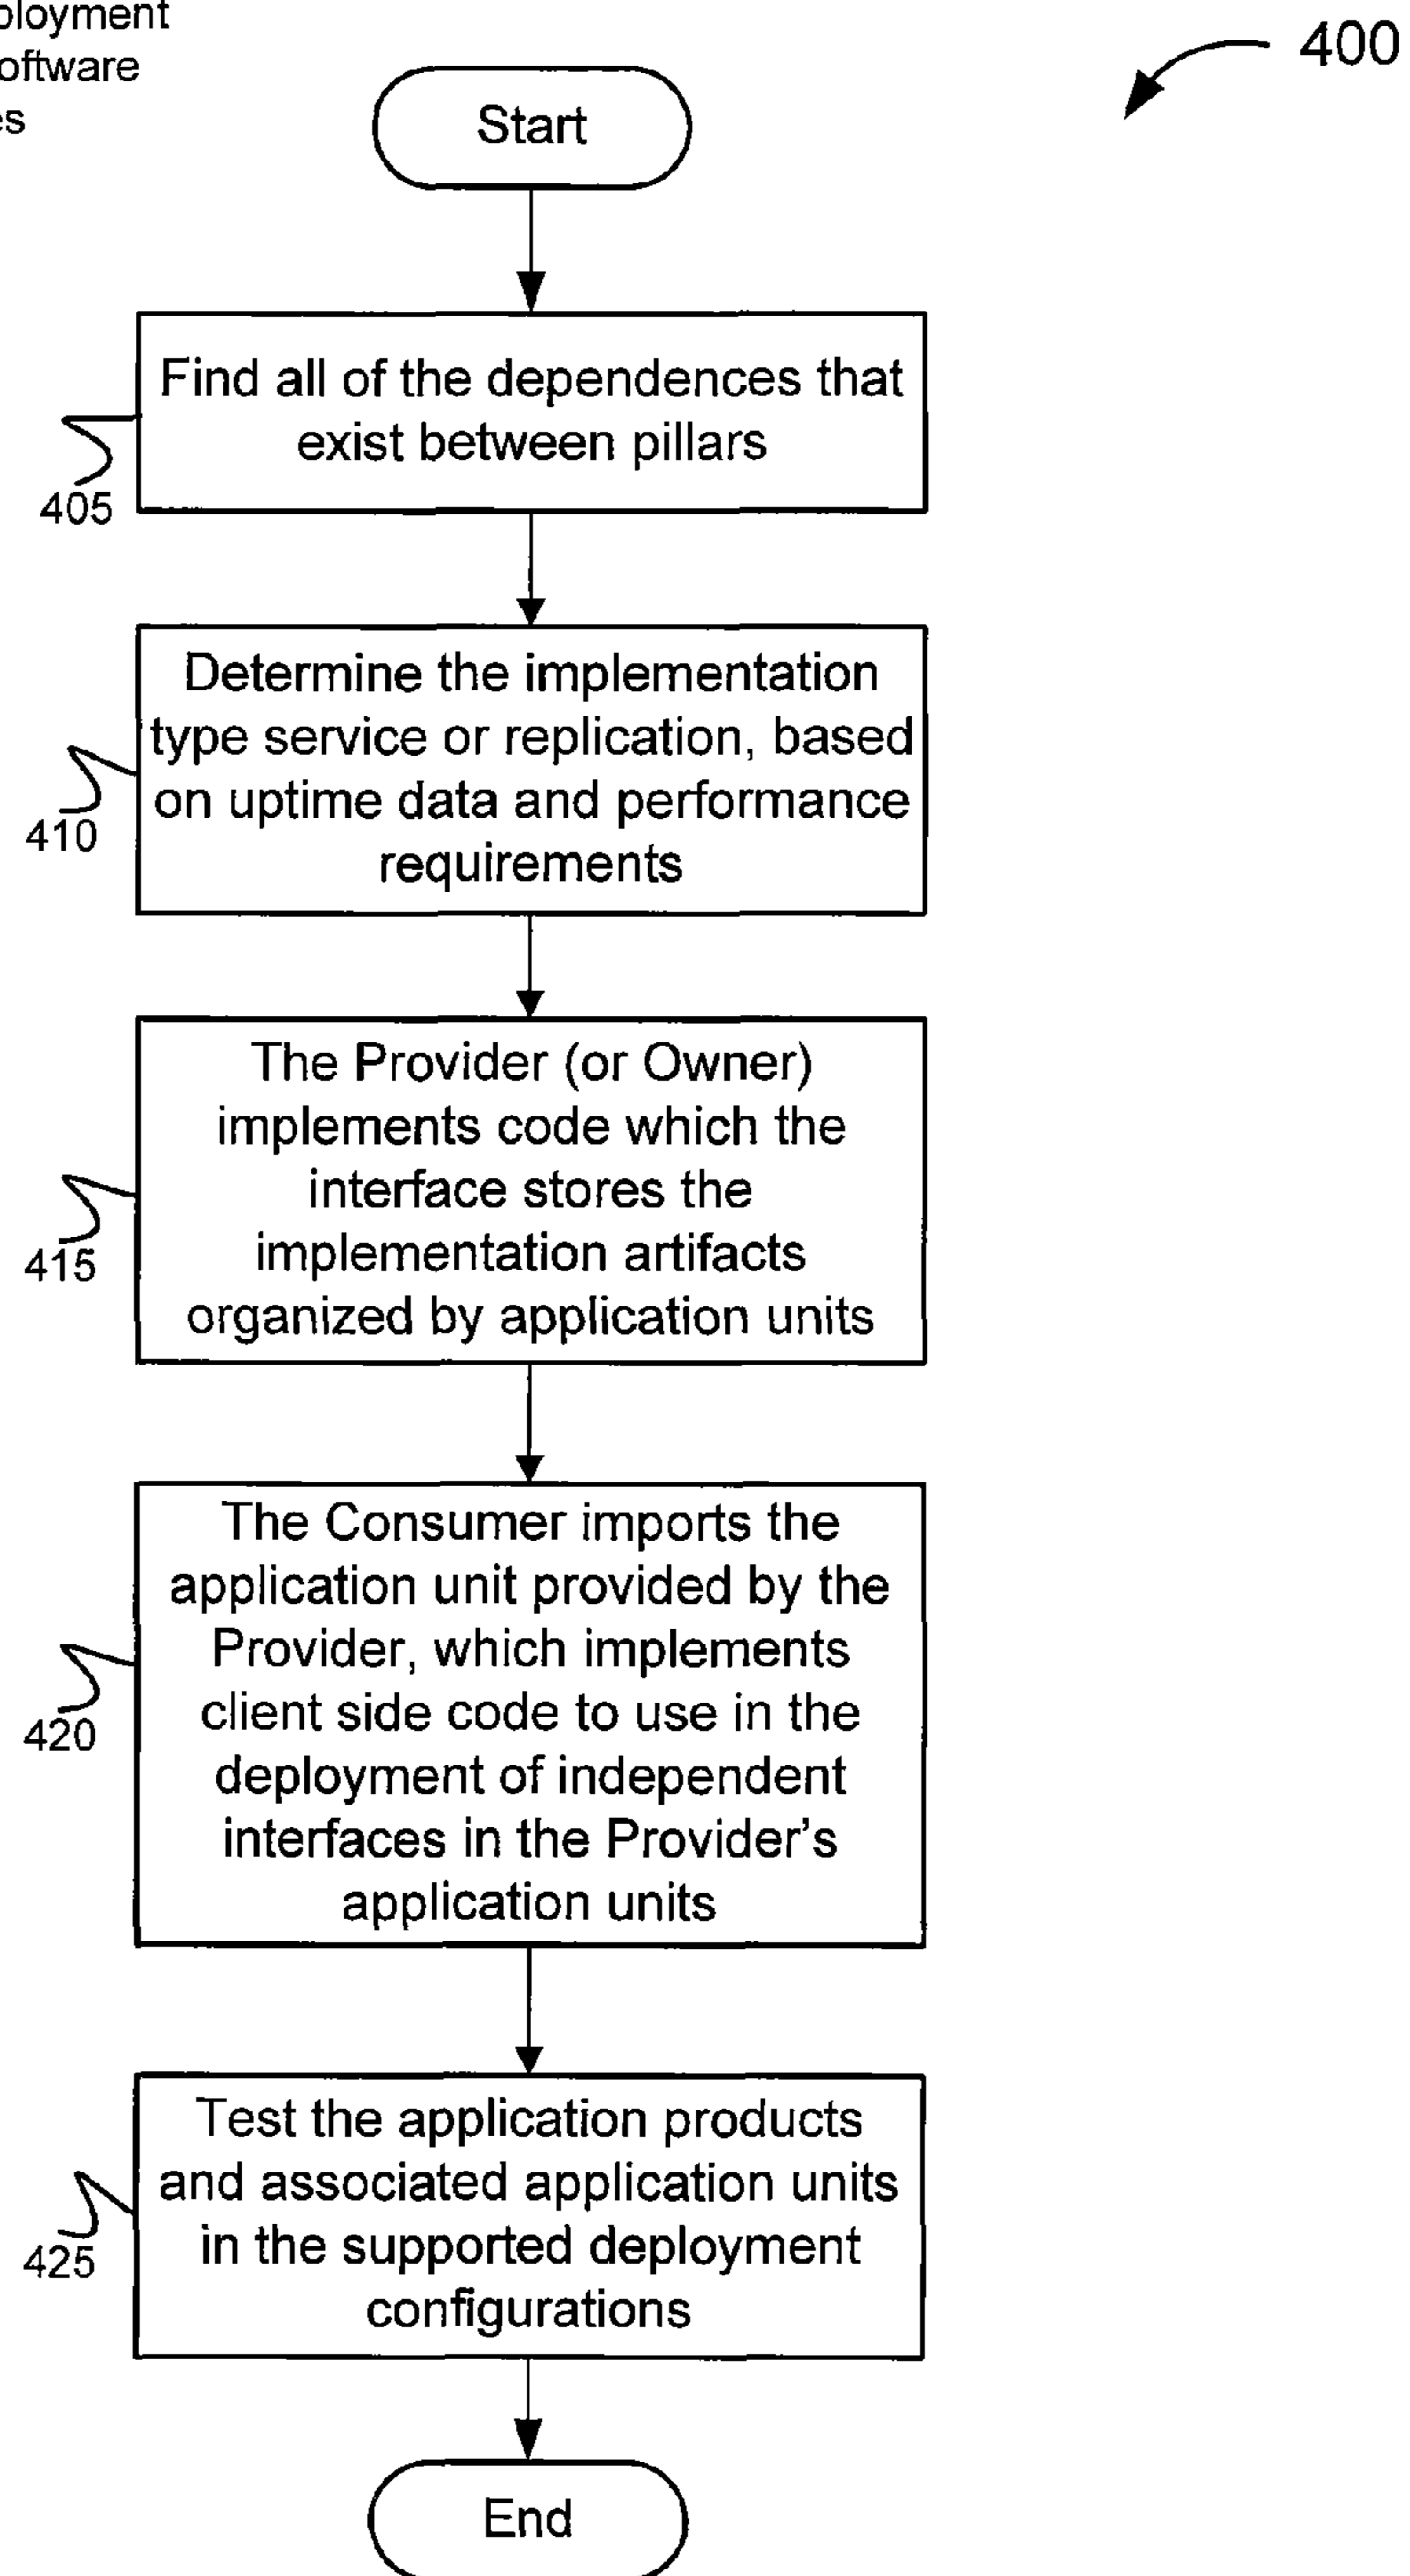 400
Start
Find all of the dependences that
exist between pillars
405
Determine the implementation
type service or replication, based
on uptime data and performance
requirements
410
The Provider (or Owner)
implements code which the
interface stores the
implementation artifacts
organized by application units
415
The Consumer imports the
application unit provided by the
Provider, which implements
client side code to use in the
deployment of independent
interfaces in the Provider's
application units
420
Test the application products
and associated application units
in the supported deployment
configurations
425
End